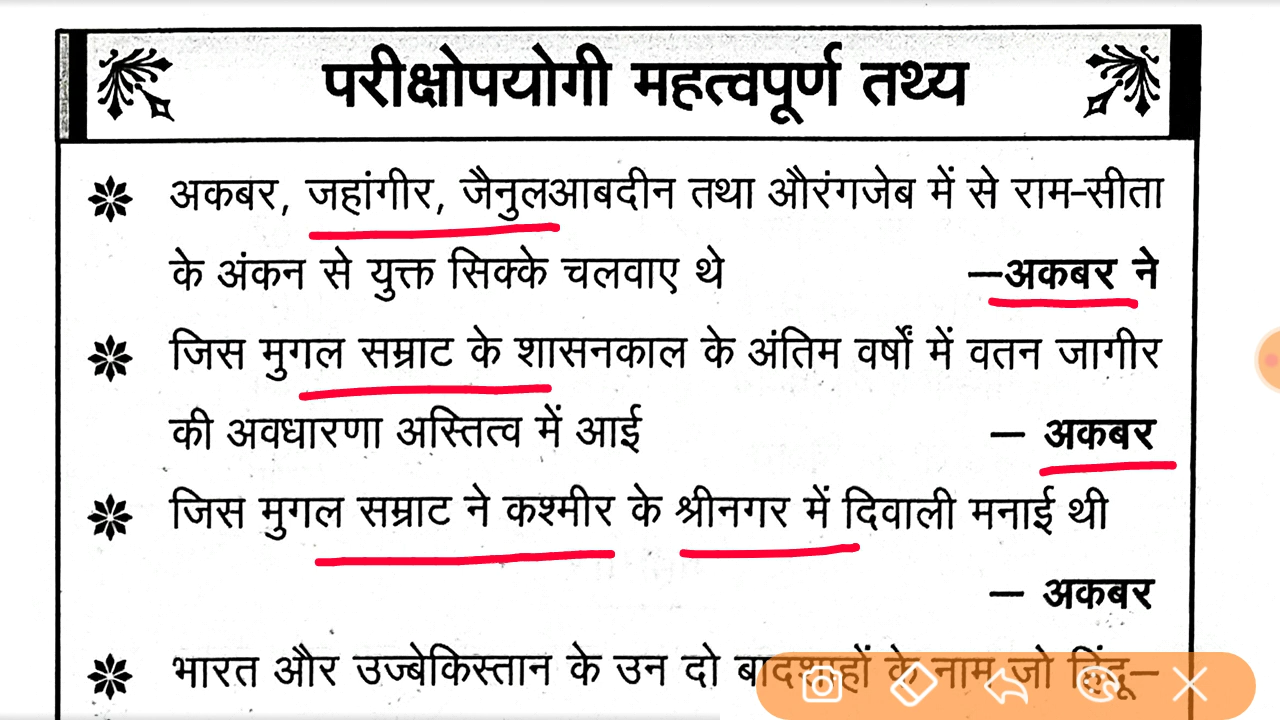 परीक्षोपयोगी महत्वपूर्ण तथ्य
अकबर, जहांगीर, जैनुलआबदीन तथा औरंगजेब में से राम-सीता
के अंकन से युक्त सिक्के चलवाए थे —अकबर ने
जिस मुगल सम्राट के शासनकाल के अंतिम वर्षों में वतन जागीर
की अवधारणा अस्तित्व में आई — अकबर
जिस मुगल सम्राट ने कश्मीर के श्रीनगर में दिवाली मनाई थी
— अकबर
भारत और उज्बेकिस्तान के उन दो बादशाहों के नाम जो हिंदू—